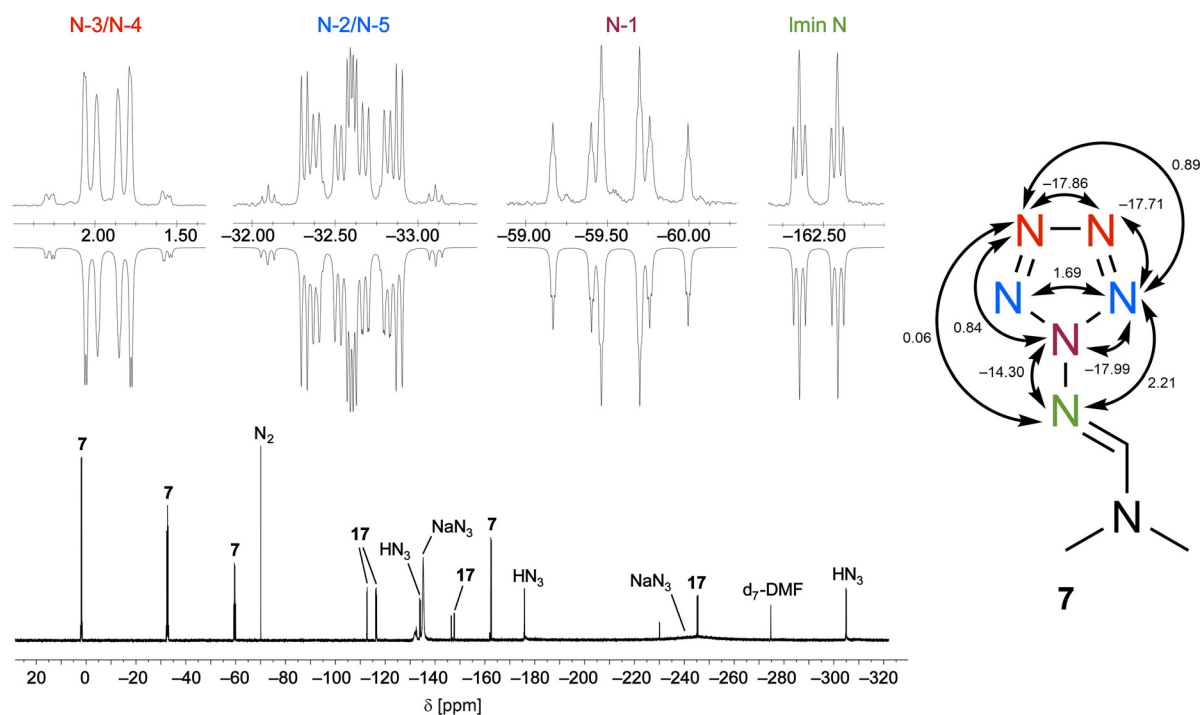 N-3/N-4 N-2/N-5 N-1 Imin N
2.00 1.50 −32.00 −32.50 −33.00 −59.00 −59.50 −60.00 −162.50
0.89
−17.86
−17.71
N N
1.69
N N
0.84
N
0.06
−14.30
−17.99
2.21
N
N
7
7 N₂
7
7
17 HN₃ NaN₃ 17 7
HN₃ NaN₃ 17 d₇-DMF HN₃
20 0 −20 −40 −60 −80 −100 −120 −140 −160 −180 −200 −220 −240 −260 −280 −300 −320
δ [ppm]